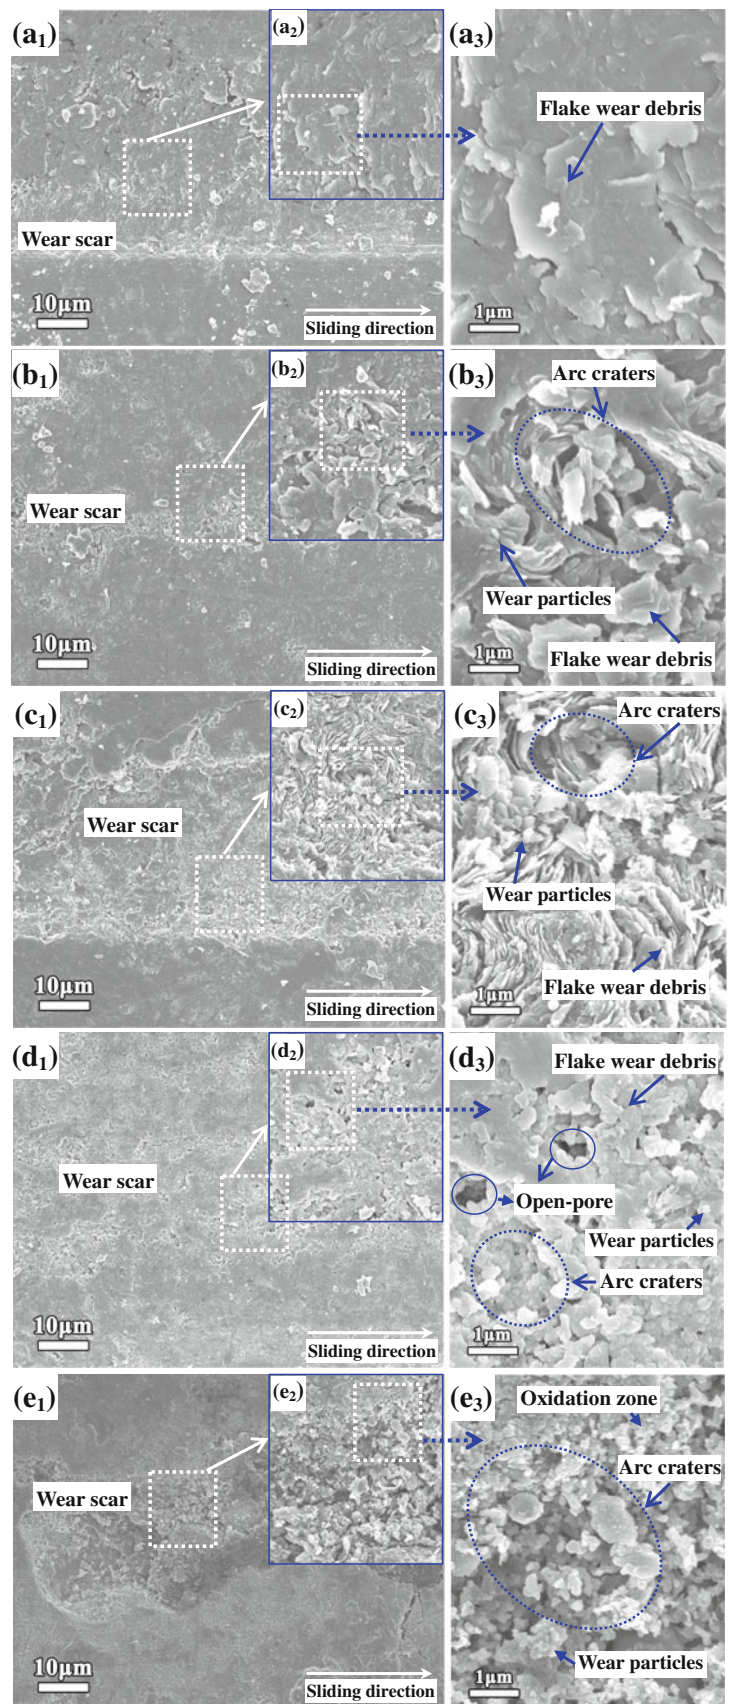 (a1)
(a2)
(a3)
Flake wear debris
Wear scar
10μm
Sliding direction
1μm
(b1)
(b2)
(b3)
Arc craters
Wear scar
Wear particles
Flake wear debris
10μm
Sliding direction
1μm
(c1)
(c2)
(c3)
Arc craters
Wear scar
Wear particles
Flake wear debris
10μm
Sliding direction
1μm
(d1)
(d2)
(d3)
Flake wear debris
Wear scar
Open-pore
Wear particles
Arc craters
10μm
Sliding direction
1μm
(e1)
(e2)
(e3)
Oxidation zone
Arc craters
Wear scar
Wear particles
10μm
Sliding direction
1μm